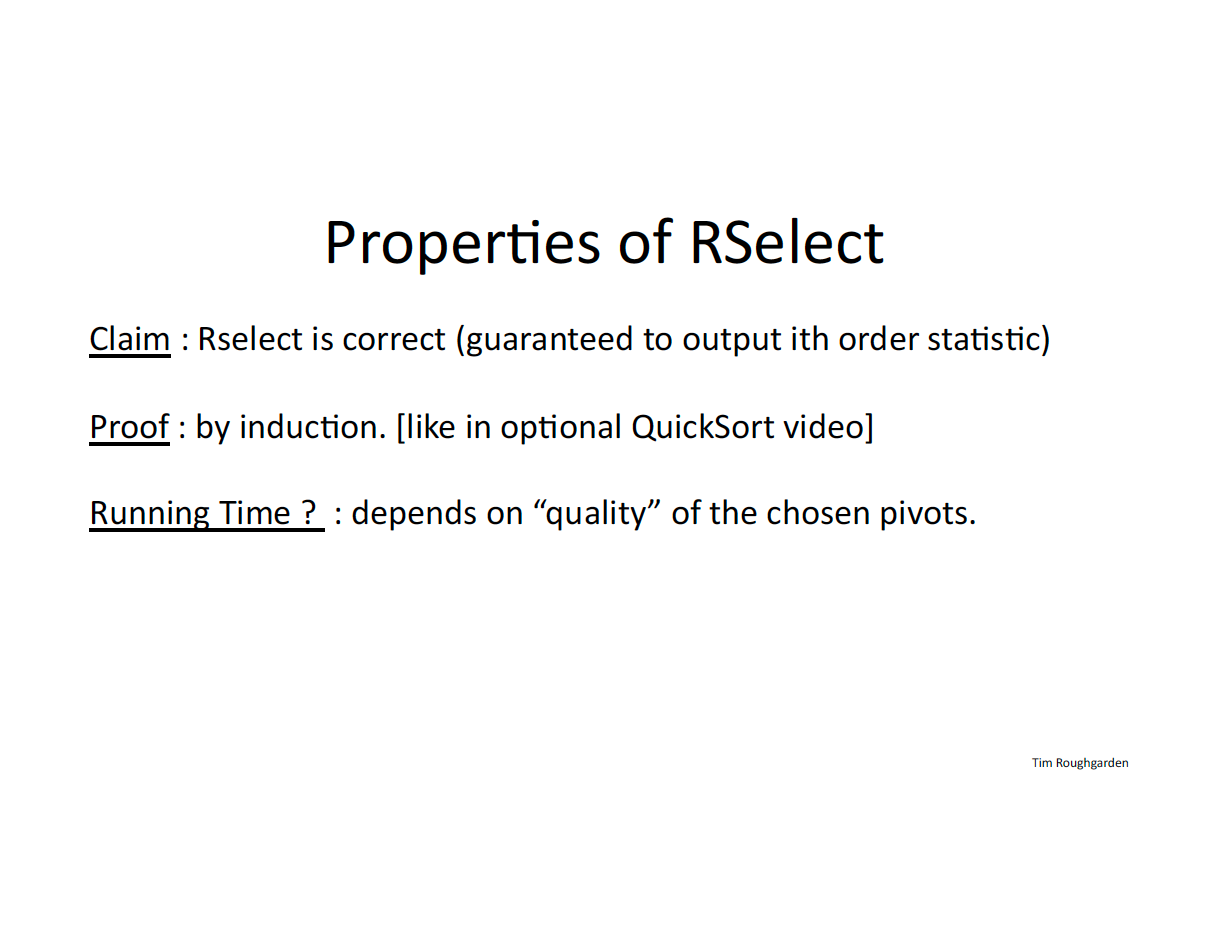 Properties of RSelect
Claim : Rselect is correct (guaranteed to output ith order statistic)
Proof : by induction. [like in optional QuickSort video]
Running Time ? : depends on “quality” of the chosen pivots.
Tim Roughgarden